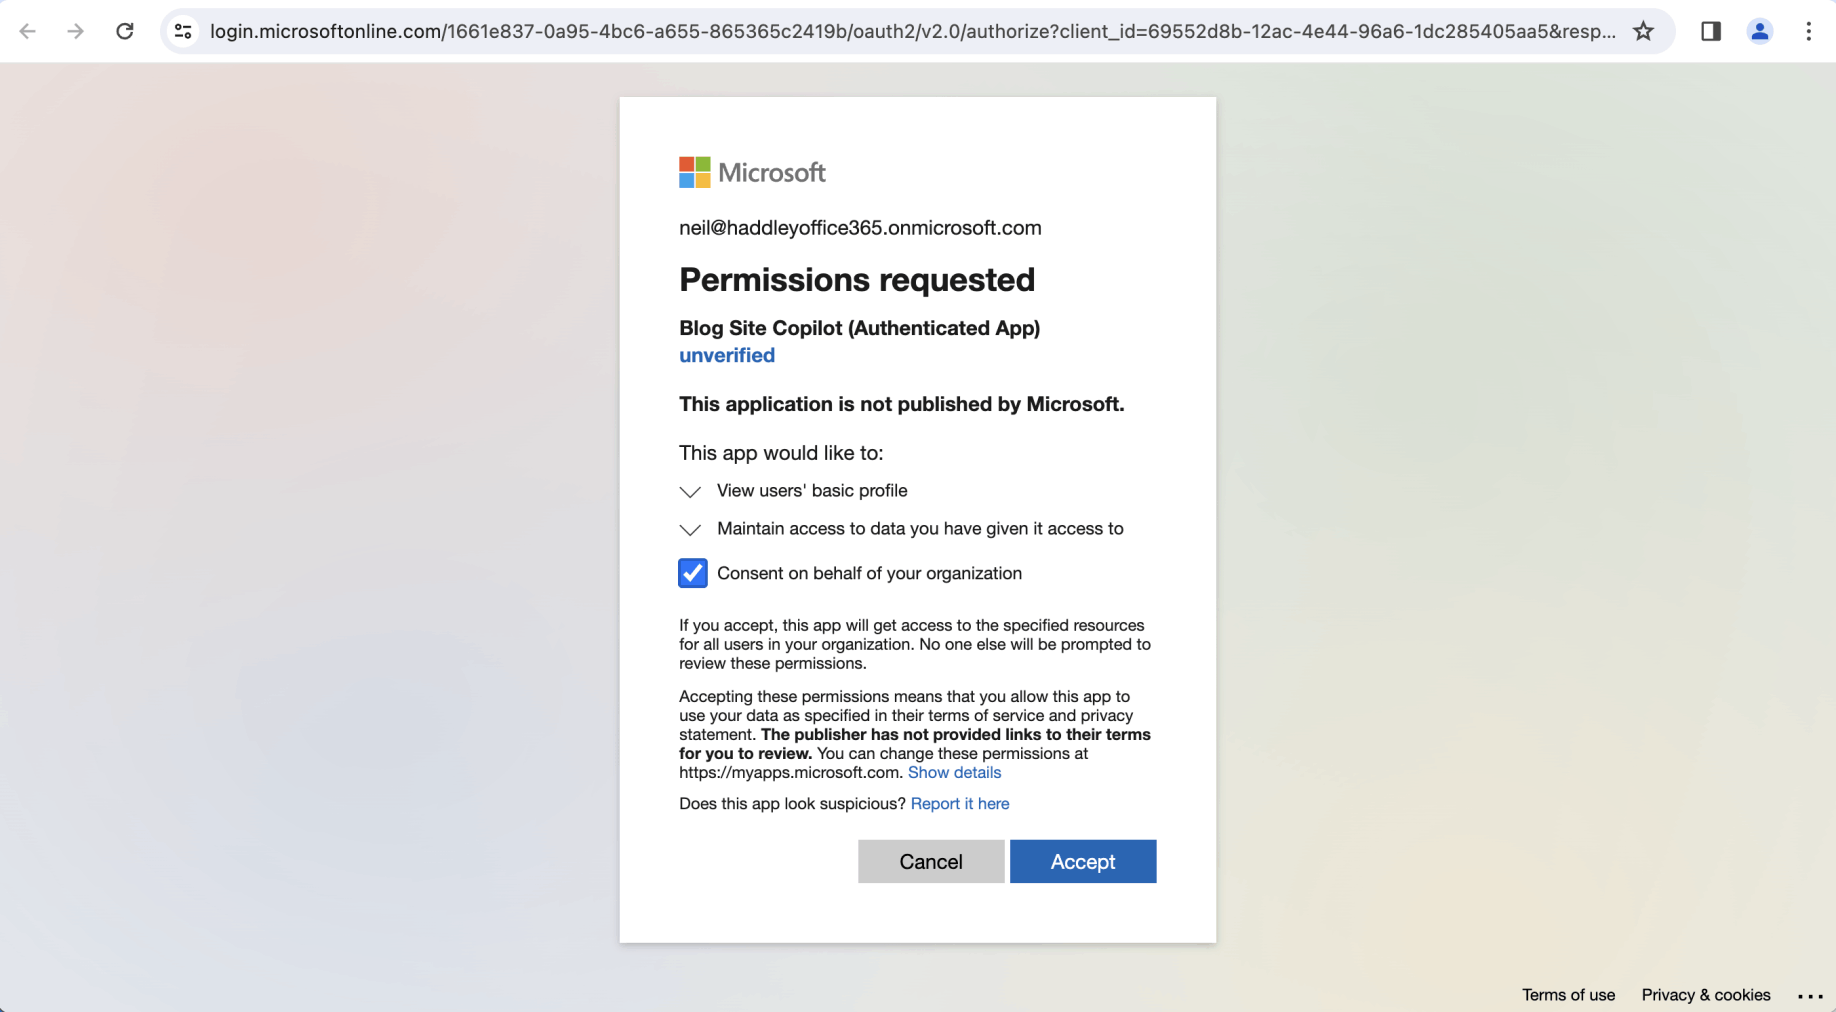 login.microsoftonline.com/1661e837-0a95-4bc6-a655-865365c2419b/oauth2/v2.0/authorize?client_id=69552d8b-12ac-4e44-96a6-1dc285405aa5&resp...
Microsoft
neil@haddleyoffice365.onmicrosoft.com
Permissions requested
Blog Site Copilot (Authenticated App)
unverified
This application is not published by Microsoft.
This app would like to:
View users' basic profile
Maintain access to data you have given it access to
Consent on behalf of your organization
If you accept, this app will get access to the specified resources
for all users in your organization. No one else will be prompted to
review these permissions.
Accepting these permissions means that you allow this app to
use your data as specified in their terms of service and privacy
statement. The publisher has not provided links to their terms
for you to review. You can change these permissions at
https://myapps.microsoft.com. Show details
Does this app look suspicious? Report it here
Cancel
Accept
Terms of use
Privacy & cookies